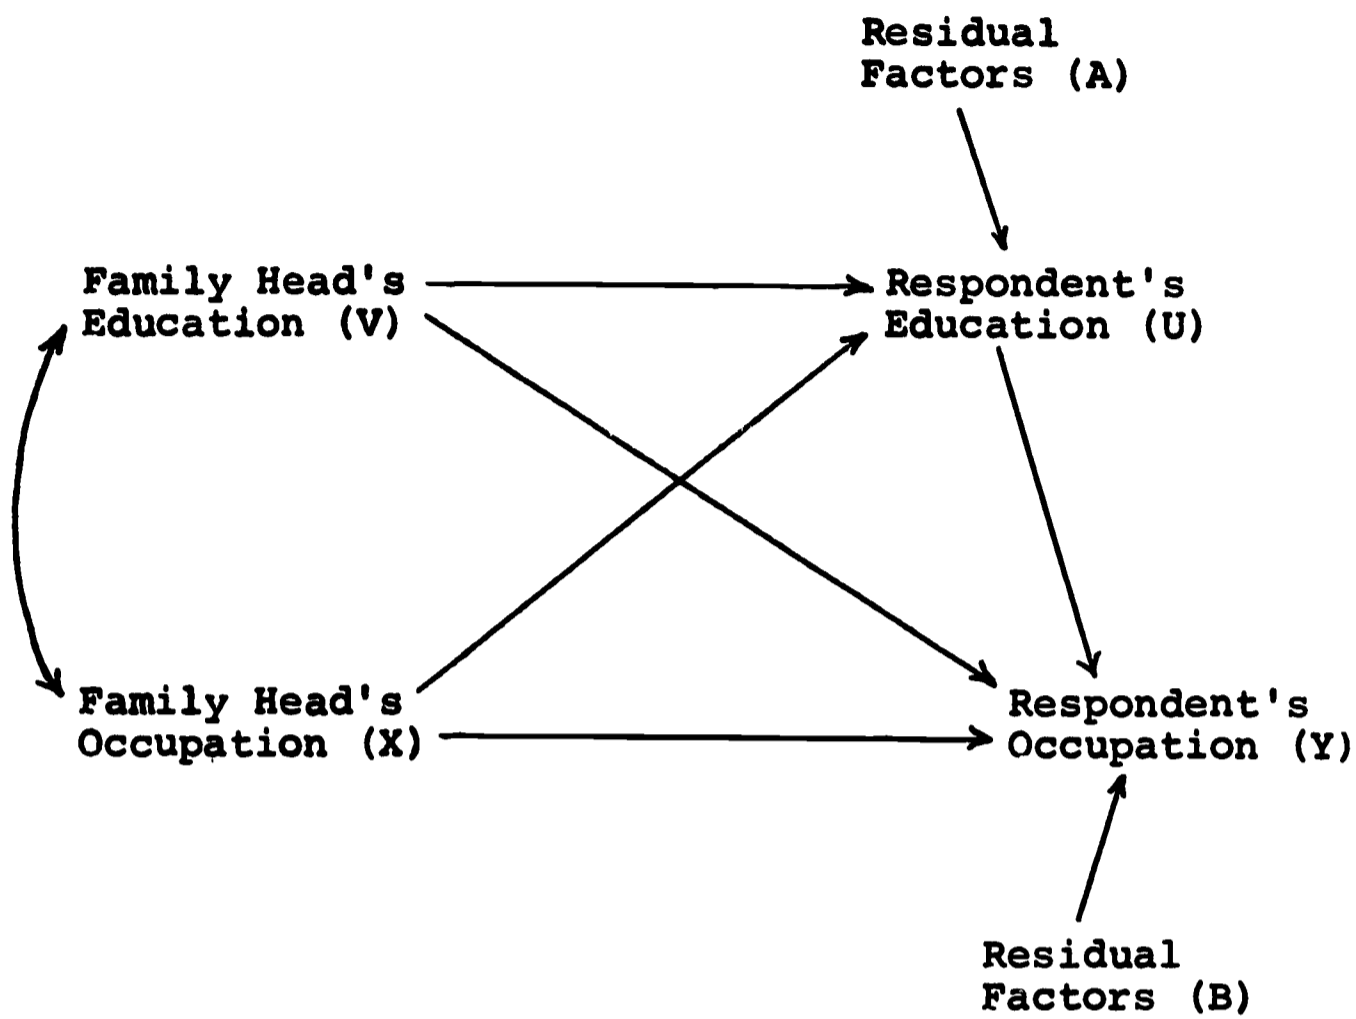 Residual
Factors (A)
Family Head's
Education (V)
Respondent's
Education (U)
Family Head's
Occupation (X)
Respondent's
Occupation (Y)
Residual
Factors (B)